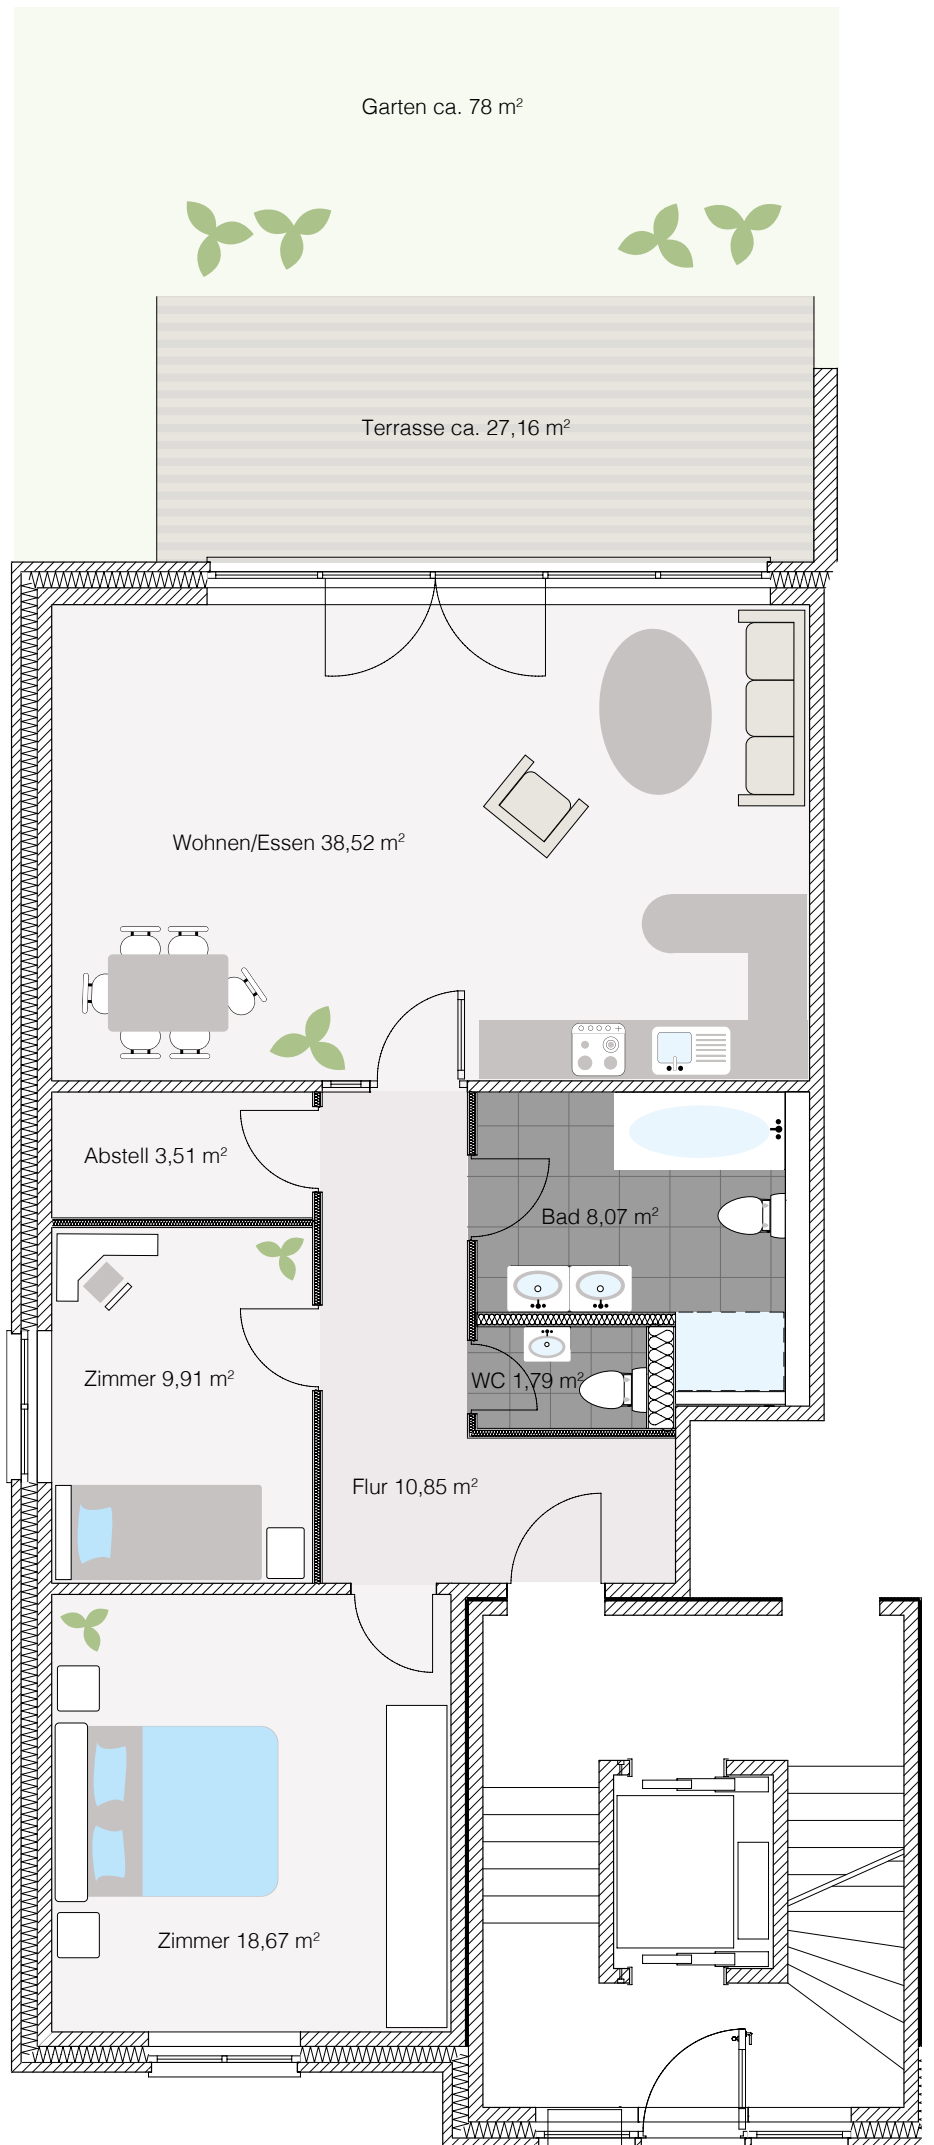 Garten ca. 78 m²
Terrasse ca. 27,16 m²
Wohnen/Essen 38,52 m²
Abstell 3,51 m²
Bad 8,07 m²
Zimmer 9,91 m²
WC 1,79 m²
Flur 10,85 m²
Zimmer 18,67 m²